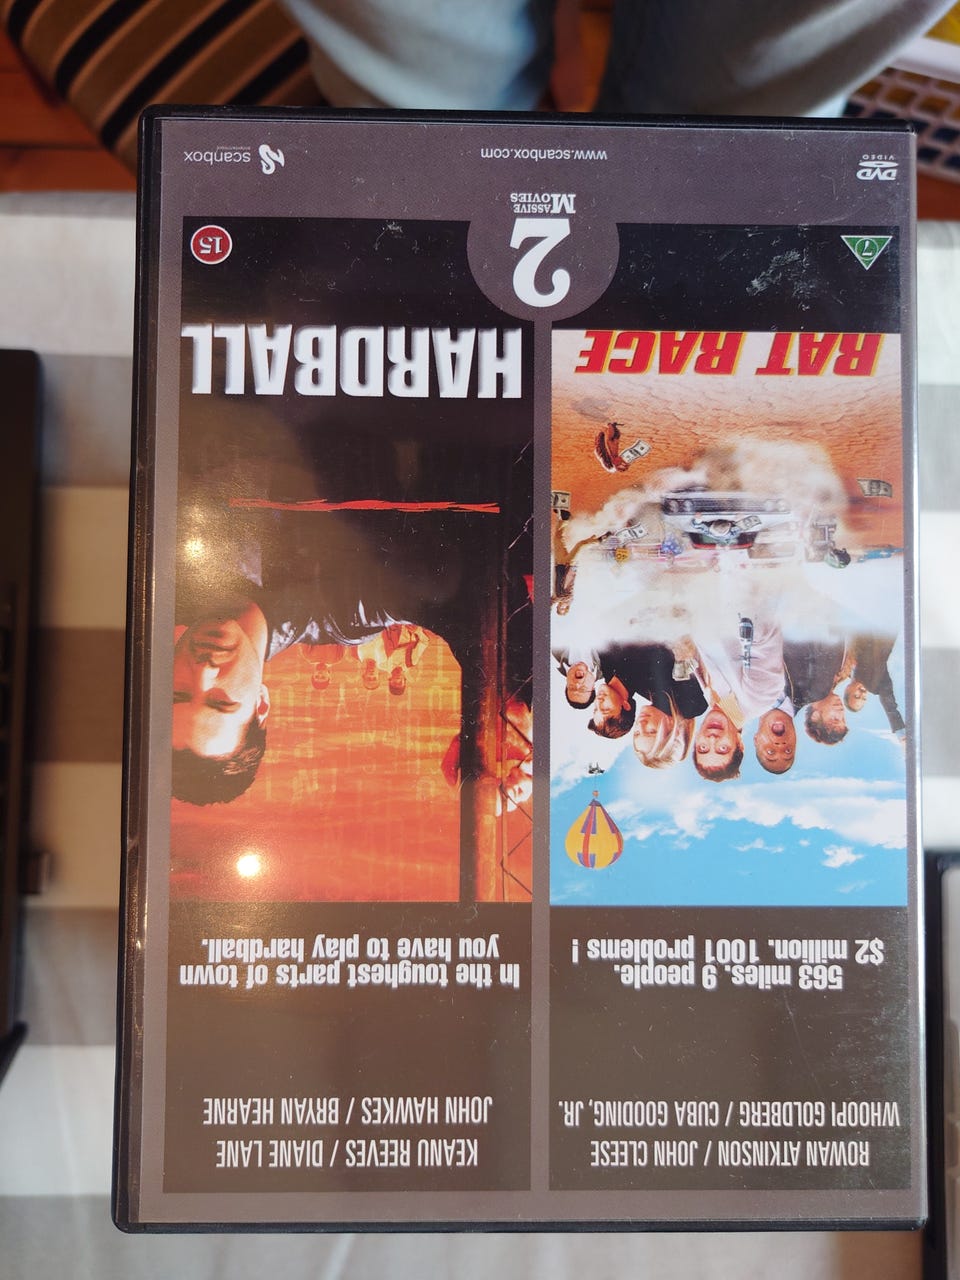 ROWAN ATKINSON / JOHN CLEESE
WHOOPI GOLDBERG / CUBA GOODING, JR.
563 miles. 9 people.
$2 million. 1001 problems !
RAT RACE
7
KEANU REEVES / DIANE LANE
JOHN HAWKES / BRYAN HEARNE
In the toughest parts of town
you have to play hardball.
HARDBALL
15
2
MASSIVE
MOVIES
DVD
VIDEO
www.scanbox.com
scanbox
entertainment